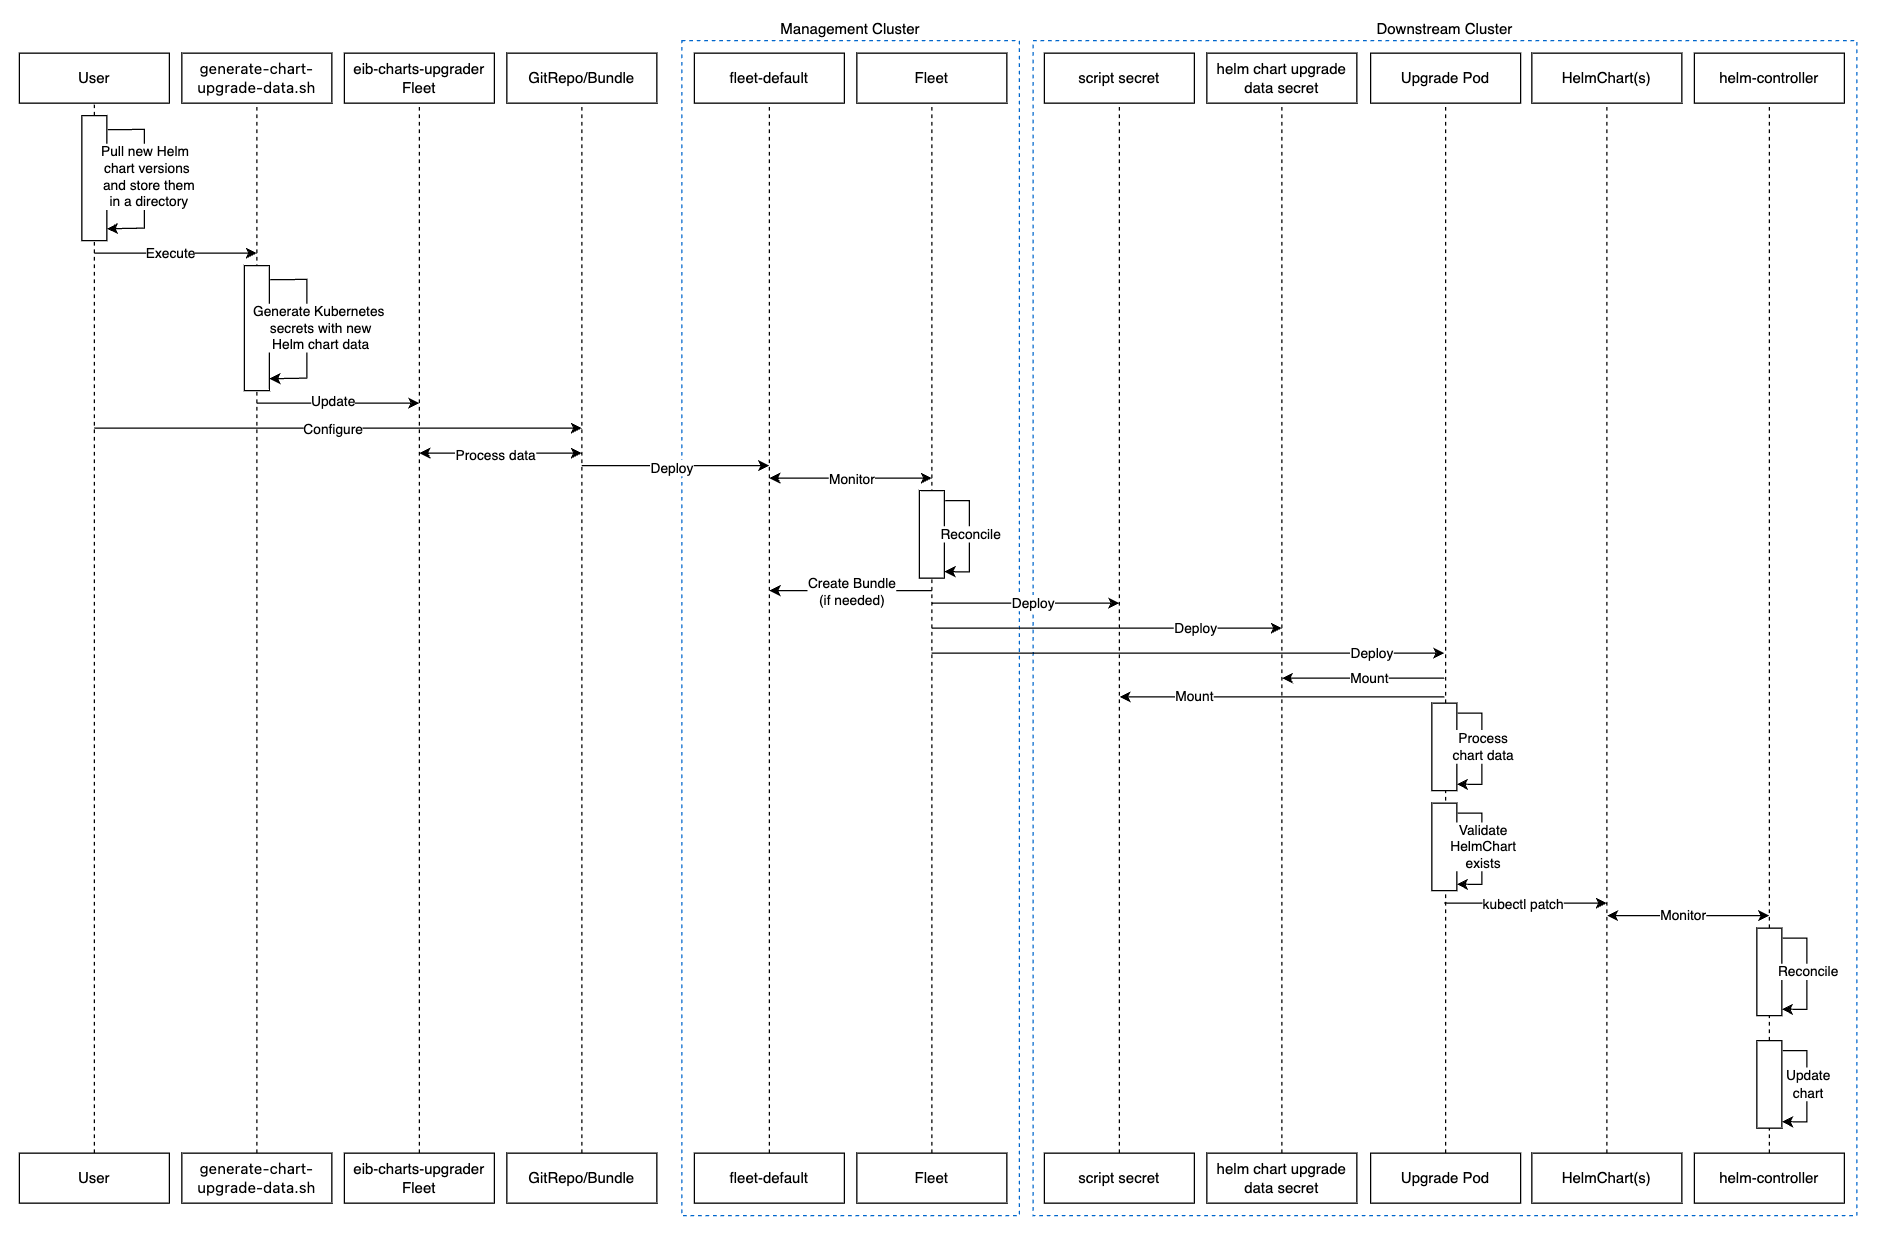 Management Cluster
Downstream Cluster
User
generate-chart-
upgrade-data.sh
eib-charts-upgrader
Fleet
GitRepo/Bundle
fleet-default
Fleet
script secret
helm chart upgrade
data secret
Upgrade Pod
HelmChart(s)
helm-controller
Pull new Helm
chart versions
and store them
in a directory
Execute
Generate Kubernetes
secrets with new
Helm chart data
Update
Configure
Process data
Deploy
Monitor
Reconcile
Create Bundle
(if needed)
Deploy
Deploy
Deploy
Mount
Mount
Process
chart data
Validate
HelmChart
exists
kubectl patch
Monitor
Reconcile
Update
chart
User
generate-chart-
upgrade-data.sh
eib-charts-upgrader
Fleet
GitRepo/Bundle
fleet-default
Fleet
script secret
helm chart upgrade
data secret
Upgrade Pod
HelmChart(s)
helm-controller